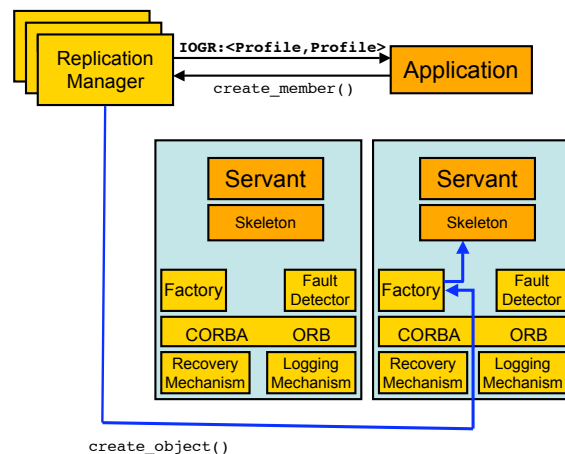 Replication
Manager
IOGR:<Profile,Profile>
create_member()
Application
Servant
Skeleton
Factory
Fault
Detector
CORBA ORB
Recovery
Mechanism
Logging
Mechanism
Servant
Skeleton
Factory
Fault
Detector
CORBA ORB
Recovery
Mechanism
Logging
Mechanism
create_object()